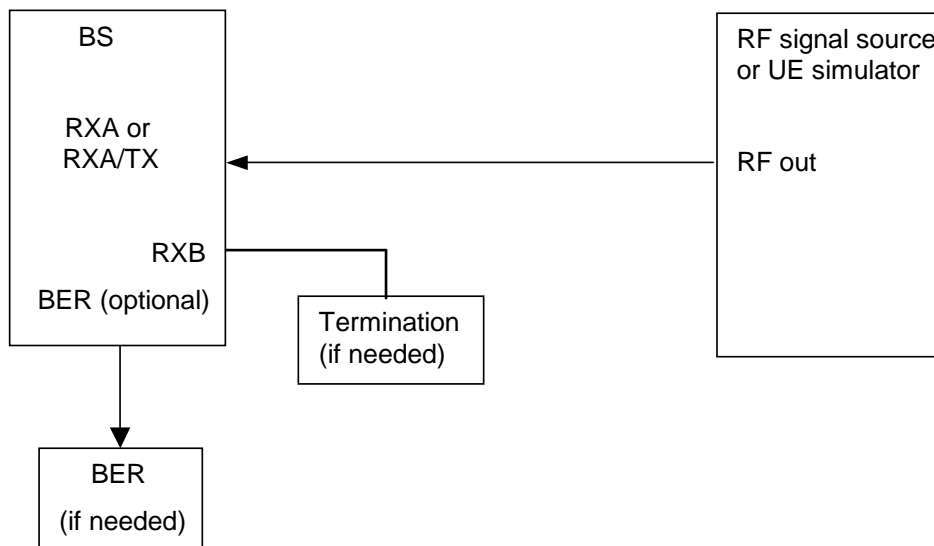 BS
RXA or
RXA/TX
RXB
BER (optional)
Termination
(if needed)
BER
(if needed)
RF signal source
or UE simulator
RF out